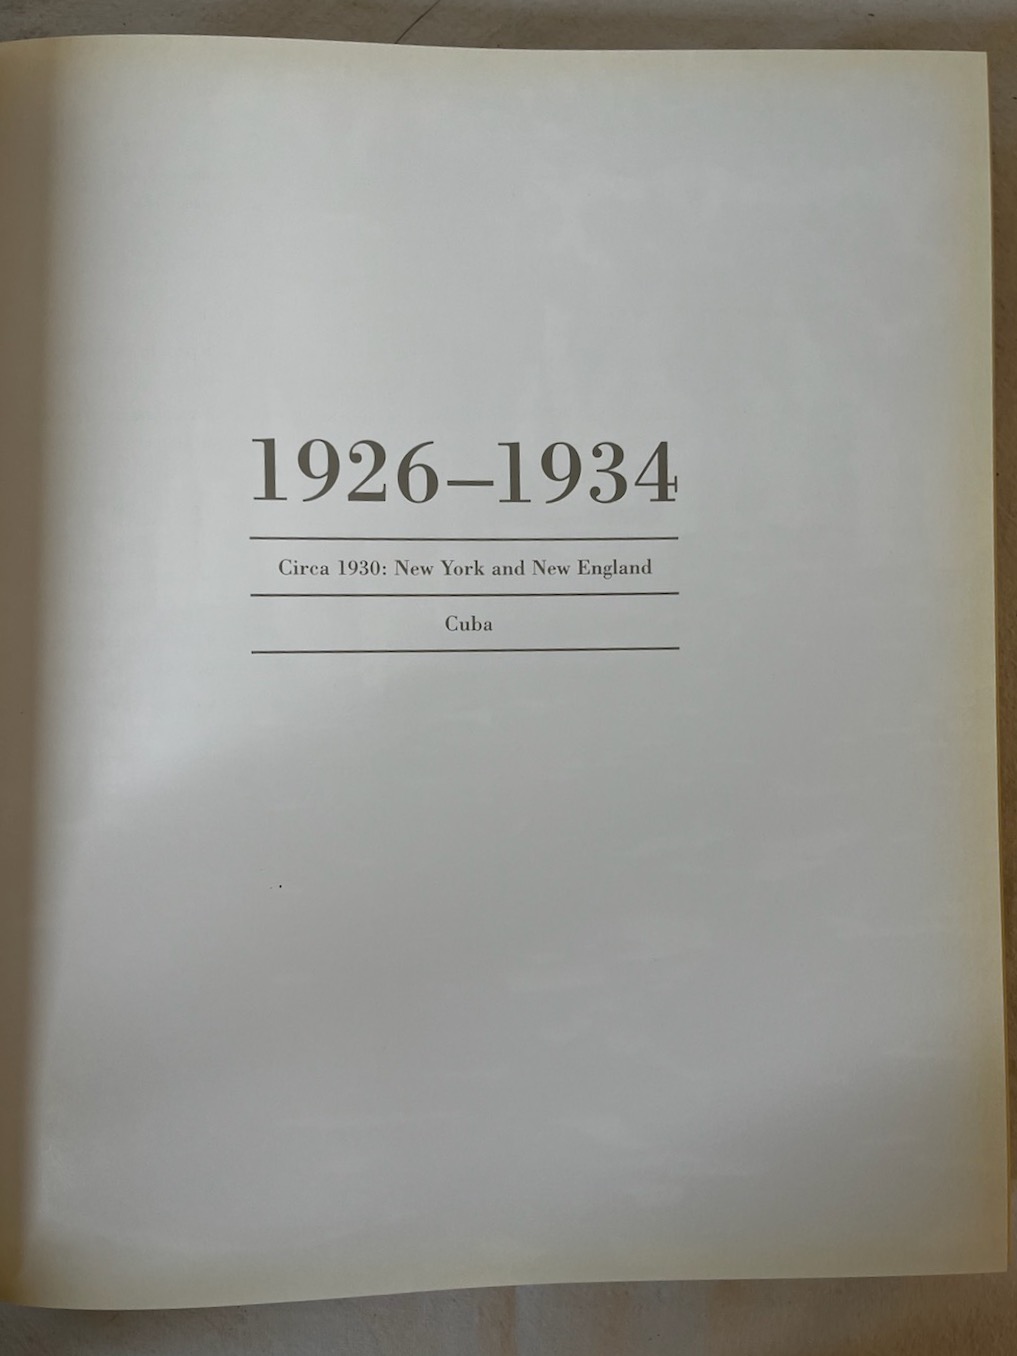 1926–1934
Circa 1930: New York and New England
Cuba